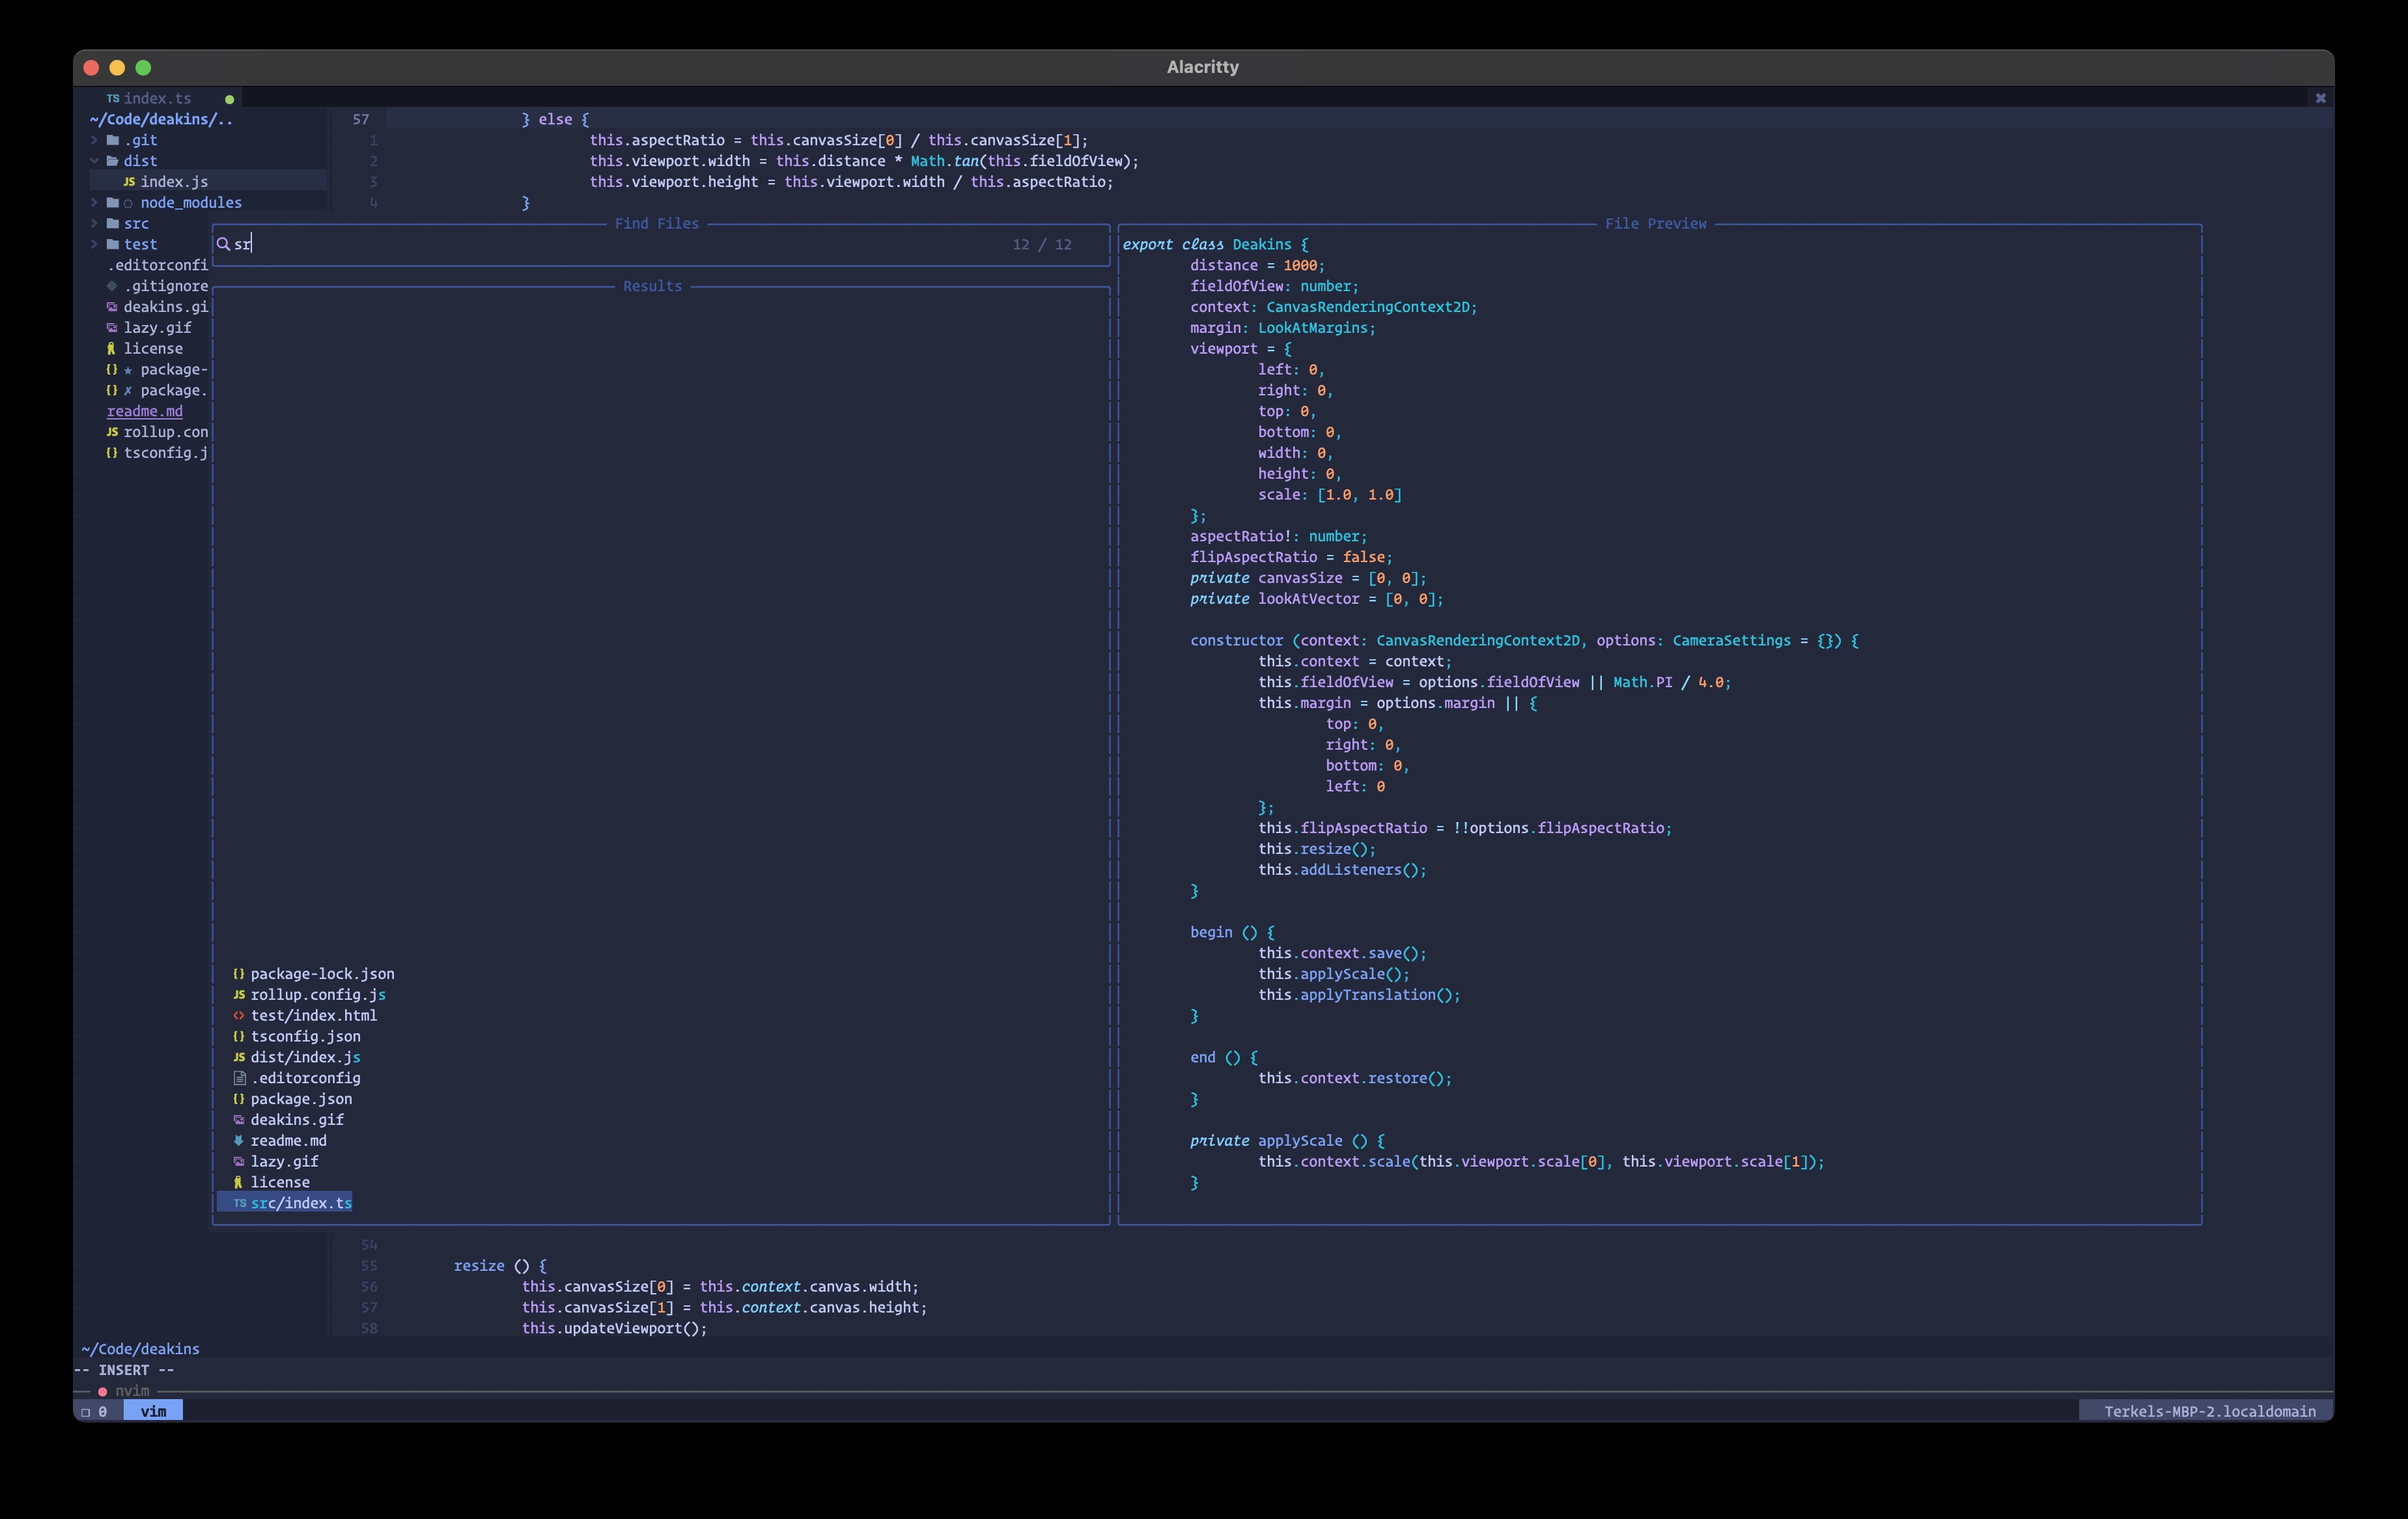 Alacritty
TS index.ts
~/Code/deakins/..
.git
dist
JS index.js
node_modules
src
test
.editorconfi
.gitignore
deakins.gi
lazy.gif
license
{} ★ package-
{} ✗ package.
readme.md
JS rollup.con
{} tsconfig.j
57 } else {
1 this.aspectRatio = this.canvasSize[0] / this.canvasSize[1];
2 this.viewport.width = this.distance * Math.tan(this.fieldOfView);
3 this.viewport.height = this.viewport.width / this.aspectRatio;
4 }
Find Files
sr 12 / 12
Results
{} package-lock.json
JS rollup.config.js
<> test/index.html
{} tsconfig.json
JS dist/index.js
.editorconfig
{} package.json
deakins.gif
readme.md
lazy.gif
license
TS src/index.ts
File Preview
export class Deakins {
distance = 1000;
fieldOfView: number;
context: CanvasRenderingContext2D;
margin: LookAtMargins;
viewport = {
left: 0,
right: 0,
top: 0,
bottom: 0,
width: 0,
height: 0,
scale: [1.0, 1.0]
};
aspectRatio!: number;
flipAspectRatio = false;
private canvasSize = [0, 0];
private lookAtVector = [0, 0];
constructor (context: CanvasRenderingContext2D, options: CameraSettings = {}) {
this.context = context;
this.fieldOfView = options.fieldOfView || Math.PI / 4.0;
this.margin = options.margin || {
top: 0,
right: 0,
bottom: 0,
left: 0
};
this.flipAspectRatio = !!options.flipAspectRatio;
this.resize();
this.addListeners();
}
begin () {
this.context.save();
this.applyScale();
this.applyTranslation();
}
end () {
this.context.restore();
}
private applyScale () {
this.context.scale(this.viewport.scale[0], this.viewport.scale[1]);
}
54
55 resize () {
56 this.canvasSize[0] = this.context.canvas.width;
57 this.canvasSize[1] = this.context.canvas.height;
58 this.updateViewport();
~/Code/deakins
-- INSERT --
nvim
0 vim
Terkels-MBP-2.localdomain